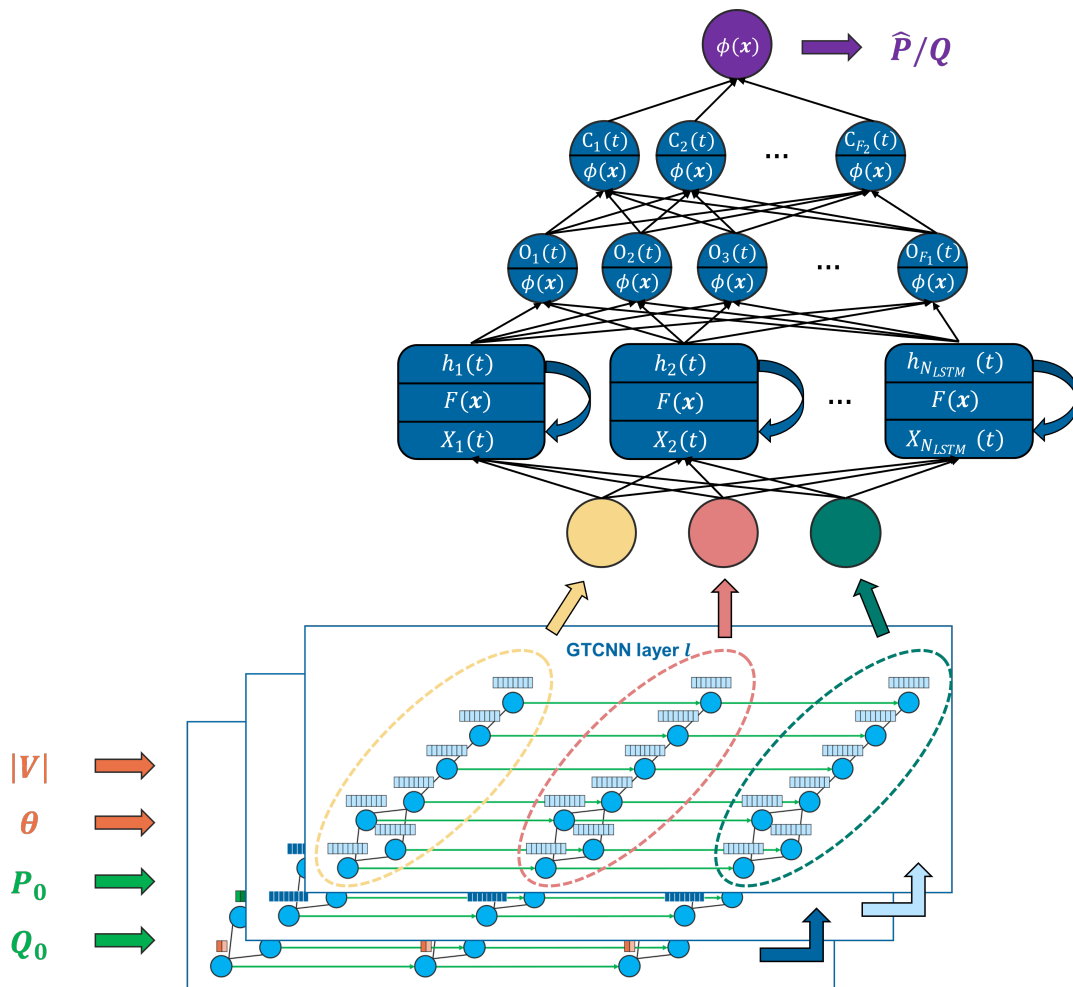 ϕ(𝒙) P̂/Q
C₁(t) C₂(t) ... C_{F₂}(t)
ϕ(𝒙) ϕ(𝒙) ϕ(𝒙)
O₁(t) O₂(t) O₃(t) ... O_{F₁}(t)
ϕ(𝒙) ϕ(𝒙) ϕ(𝒙) ϕ(𝒙)
h₁(t) h₂(t) h_{N_{LSTM}} (t)
F(𝒙) F(𝒙) ... F(𝒙)
X₁(t) X₂(t) X_{N_{LSTM}} (t)
GTCNN layer l
|V|
θ
P₀
Q₀